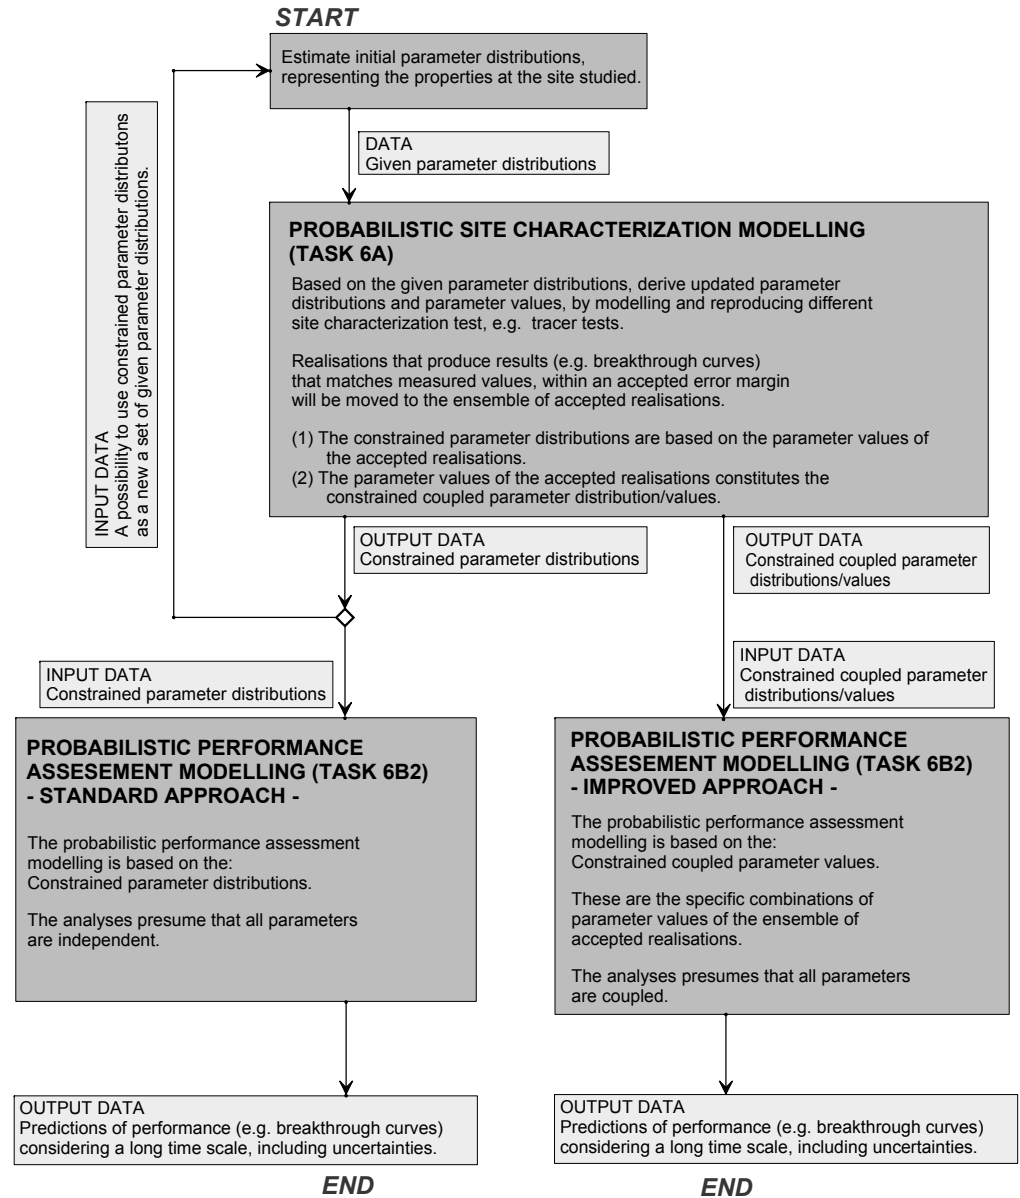 START
Estimate initial parameter distributions,
representing the properties at the site studied.
DATA
Given parameter distributions
INPUT DATA
A possibility to use constrained parameter distributons
as a new a set of given parameter distributions.
PROBABILISTIC SITE CHARACTERIZATION MODELLING
(TASK 6A)
Based on the given parameter distributions, derive updated parameter
distributions and parameter values, by modelling and reproducing different
site characterization test, e.g. tracer tests.
Realisations that produce results (e.g. breakthrough curves)
that matches measured values, within an accepted error margin
will be moved to the ensemble of accepted realisations.
(1) The constrained parameter distributions are based on the parameter values of
the accepted realisations.
(2) The parameter values of the accepted realisations constitutes the
constrained coupled parameter distribution/values.
OUTPUT DATA
Constrained parameter distributions
OUTPUT DATA
Constrained coupled parameter
distributions/values
INPUT DATA
Constrained parameter distributions
INPUT DATA
Constrained coupled parameter
distributions/values
PROBABILISTIC PERFORMANCE
ASSESEMENT MODELLING (TASK 6B2)
- STANDARD APPROACH -
The probabilistic performance assessment
modelling is based on the:
Constrained parameter distributions.
The analyses presume that all parameters
are independent.
PROBABILISTIC PERFORMANCE
ASSESEMENT MODELLING (TASK 6B2)
- IMPROVED APPROACH -
The probabilistic performance assessment
modelling is based on the:
Constrained coupled parameter values.
These are the specific combinations of
parameter values of the ensemble of
accepted realisations.
The analyses presumes that all parameters
are coupled.
OUTPUT DATA
Predictions of performance (e.g. breakthrough curves)
considering a long time scale, including uncertainties.
END
OUTPUT DATA
Predictions of performance (e.g. breakthrough curves)
considering a long time scale, including uncertainties.
END